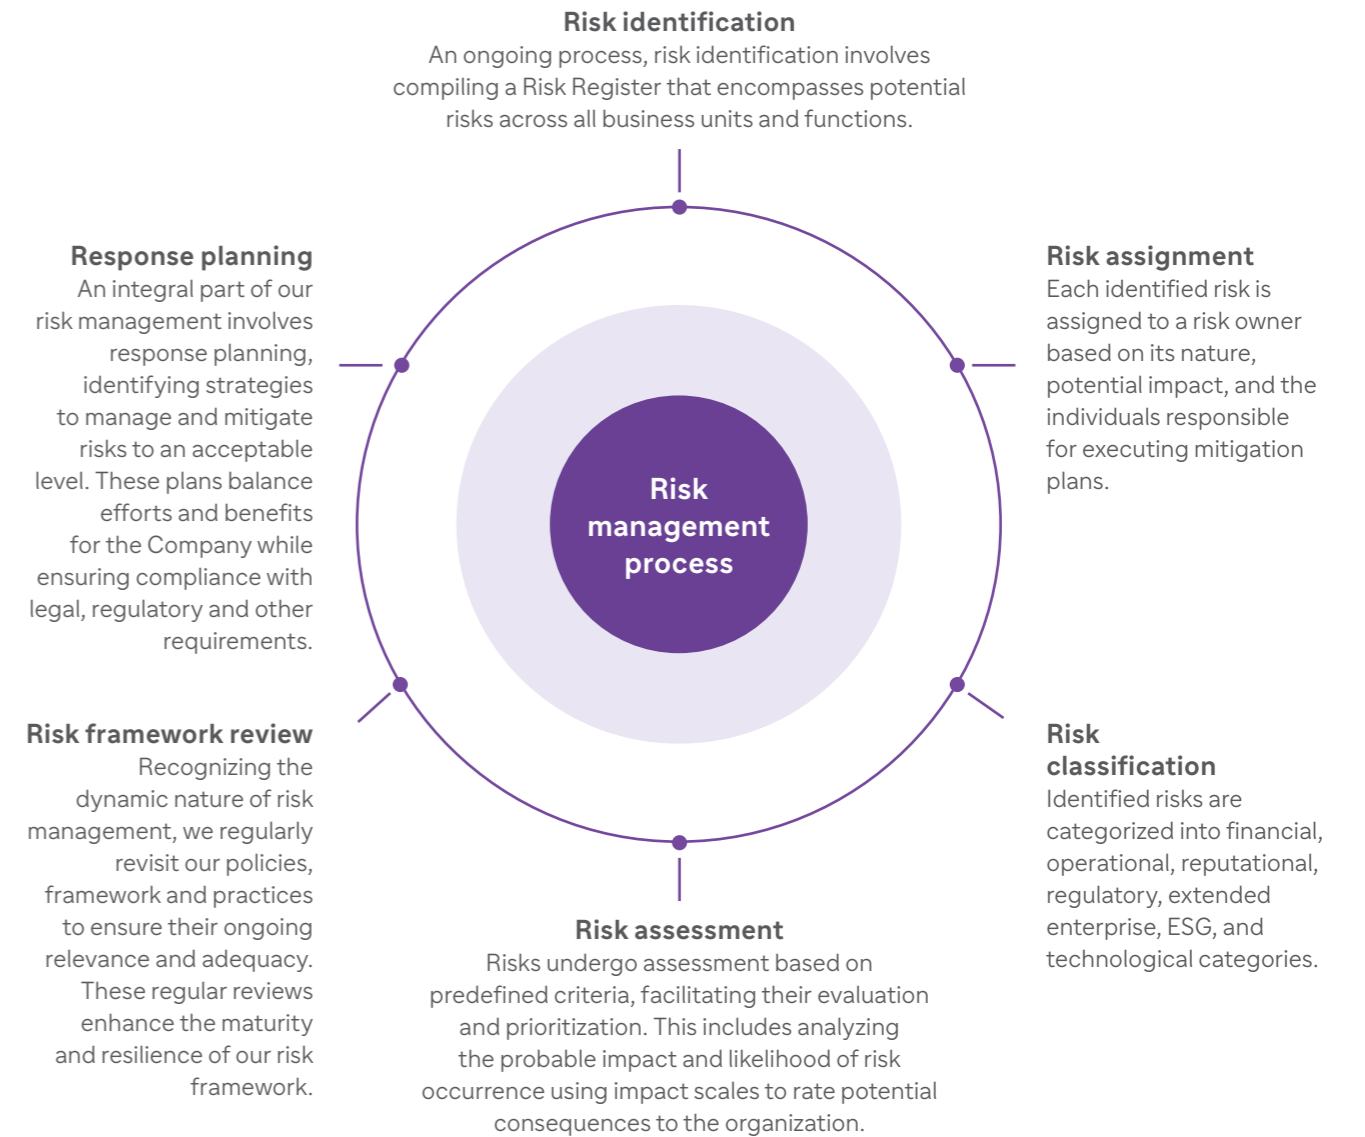 Risk identification
An ongoing process, risk identification involves
compiling a Risk Register that encompasses potential
risks across all business units and functions.
Response planning
An integral part of our
risk management involves
response planning,
identifying strategies
to manage and mitigate
risks to an acceptable
level. These plans balance
efforts and benefits
for the Company while
ensuring compliance with
legal, regulatory and other
requirements.
Risk assignment
Each identified risk is
assigned to a risk owner
based on its nature,
potential impact, and the
individuals responsible
for executing mitigation
plans.
Risk
management
process
Risk framework review
Recognizing the
dynamic nature of risk
management, we regularly
revisit our policies,
framework and practices
to ensure their ongoing
relevance and adequacy.
These regular reviews
enhance the maturity
and resilience of our risk
framework.
Risk
classification
Identified risks are
categorized into financial,
operational, reputational,
regulatory, extended
enterprise, ESG, and
technological categories.
Risk assessment
Risks undergo assessment based on
predefined criteria, facilitating their evaluation
and prioritization. This includes analyzing
the probable impact and likelihood of risk
occurrence using impact scales to rate potential
consequences to the organization.